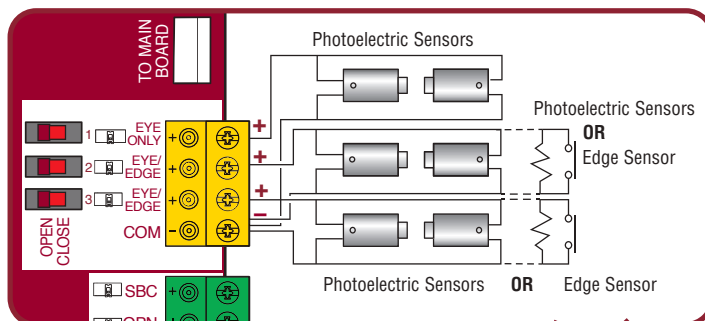 TO MAIN
BOARD
Photoelectric Sensors
1 EYE
ONLY
+
+
2 EYE/
EDGE
+
+
3 EYE/
EDGE
+
+
COM
-
−
OPEN
CLOSE
Photoelectric Sensors
OR
Edge Sensor
Photoelectric Sensors OR Edge Sensor
SBC
+
OPN
+